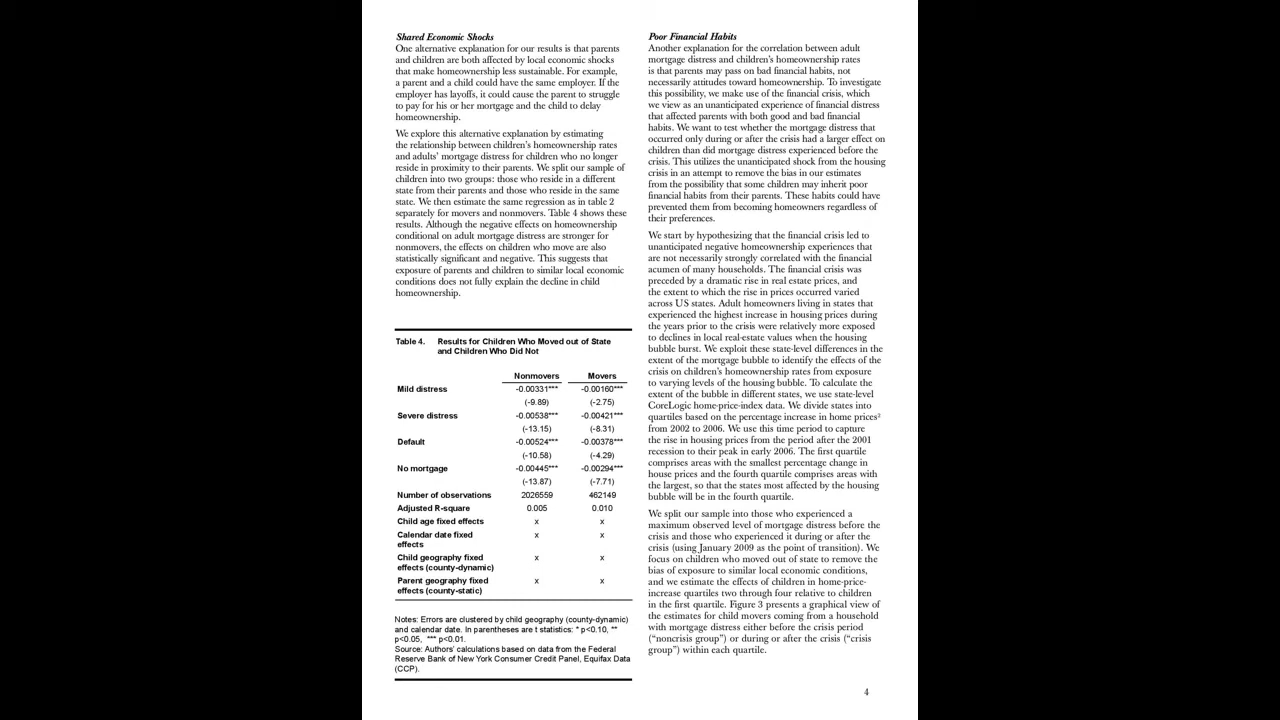 Shared Economic Shocks
One alternative explanation for our results is that parents
and children are both affected by local economic shocks
that make homeownership less sustainable. For example,
a parent and a child could have the same employer. If the
employer has layoffs, it could cause the parent to struggle
to pay for his or her mortgage and the child to delay
homeownership.
We explore this alternative explanation by estimating
the relationship between children's homeownership rates
and adults' mortgage distress for children who no longer
reside in proximity to their parents. We split our sample of
children into two groups: those who reside in a different
state from their parents and those who reside in the same
state. We then estimate the same regression as in table 2
separately for movers and nonmovers. Table 4 shows these
results. Although the negative effects on homeownership
conditional on adult mortgage distress are stronger for
nonmovers, the effects on children who move are also
statistically significant and negative. This suggests that
exposure of parents and children to similar local economic
conditions does not fully explain the decline in child
homeownership.
Table 4. Results for Children Who Moved out of State
and Children Who Did Not
Nonmovers Movers
Mild distress -0.00331*** -0.00160***
(-9.89) (-2.75)
Severe distress -0.00538*** -0.00421***
(-13.15) (-8.31)
Default -0.00524*** -0.00378***
(-10.58) (-4.29)
No mortgage -0.00445*** -0.00294***
(-13.87) (-7.71)
Number of observations 2026559 462149
Adjusted R-square 0.005 0.010
Child age fixed effects x x
Calendar date fixed x x
effects
Child geography fixed x x
effects (county-dynamic)
Parent geography fixed x x
effects (county-static)
Notes: Errors are clustered by child geography (county-dynamic)
and calendar date. In parentheses are t statistics: * p<0.10, **
p<0.05, *** p<0.01.
Source: Authors' calculations based on data from the Federal
Reserve Bank of New York Consumer Credit Panel, Equifax Data
(CCP).
Poor Financial Habits
Another explanation for the correlation between adult
mortgage distress and children's homeownership rates
is that parents may pass on bad financial habits, not
necessarily attitudes toward homeownership. To investigate
this possibility, we make use of the financial crisis, which
we view as an unanticipated experience of financial distress
that affected parents with both good and bad financial
habits. We want to test whether the mortgage distress that
occurred only during or after the crisis had a larger effect on
children than did mortgage distress experienced before the
crisis. This utilizes the unanticipated shock from the housing
crisis in an attempt to remove the bias in our estimates
from the possibility that some children may inherit poor
financial habits from their parents. These habits could have
prevented them from becoming homeowners regardless of
their preferences.
We start by hypothesizing that the financial crisis led to
unanticipated negative homeownership experiences that
are not necessarily strongly correlated with the financial
acumen of many households. The financial crisis was
preceded by a dramatic rise in real estate prices, and
the extent to which the rise in prices occurred varied
across US states. Adult homeowners living in states that
experienced the highest increase in housing prices during
the years prior to the crisis were relatively more exposed
to declines in local real-estate values when the housing
bubble burst. We exploit these state-level differences in the
extent of the mortgage bubble to identify the effects of the
crisis on children's homeownership rates from exposure
to varying levels of the housing bubble. To calculate the
extent of the bubble in different states, we use state-level
CoreLogic home-price-index data. We divide states into
quartiles based on the percentage increase in home prices²
from 2002 to 2006. We use this time period to capture
the rise in housing prices from the period after the 2001
recession to their peak in early 2006. The first quartile
comprises areas with the smallest percentage change in
house prices and the fourth quartile comprises areas with
the largest, so that the states most affected by the housing
bubble will be in the fourth quartile.
We split our sample into those who experienced a
maximum observed level of mortgage distress before the
crisis and those who experienced it during or after the
crisis (using January 2009 as the point of transition). We
focus on children who moved out of state to remove the
bias of exposure to similar local economic conditions,
and we estimate the effects of children in home-price-
increase quartiles two through four relative to children
in the first quartile. Figure 3 presents a graphical view of
the estimates for child movers coming from a household
with mortgage distress either before the crisis period
("noncrisis group") or during or after the crisis ("crisis
group") within each quartile.
4